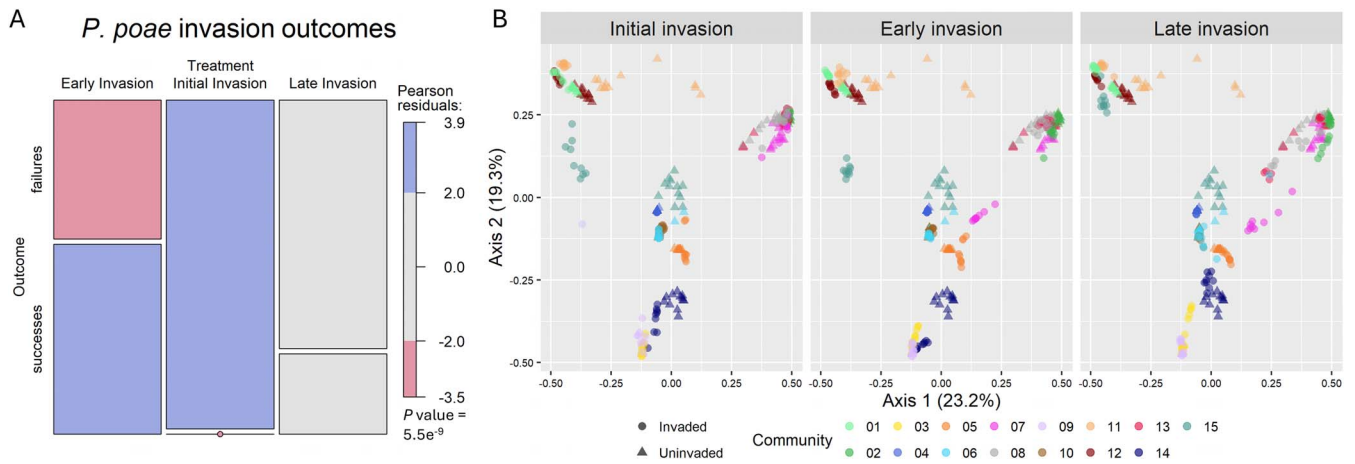 A
P. poae invasion outcomes
Treatment
Early Invasion
Initial Invasion
Late Invasion
Outcome
failures
successes
Pearson
residuals:
3.9
2.0
0.0
-2.0
-3.5
P value =
5.5e-9
B
Initial invasion
Early invasion
Late invasion
Axis 2 (19.3%)
0.25
0.00
-0.25
-0.50
-0.50 -0.25 0.00 0.25 0.50
-0.50 -0.25 0.00 0.25 0.50
-0.50 -0.25 0.00 0.25 0.50
Axis 1 (23.2%)
Invaded
Uninvaded
Community
01 03 05 07 09 11 13 15
02 04 06 08 10 12 14